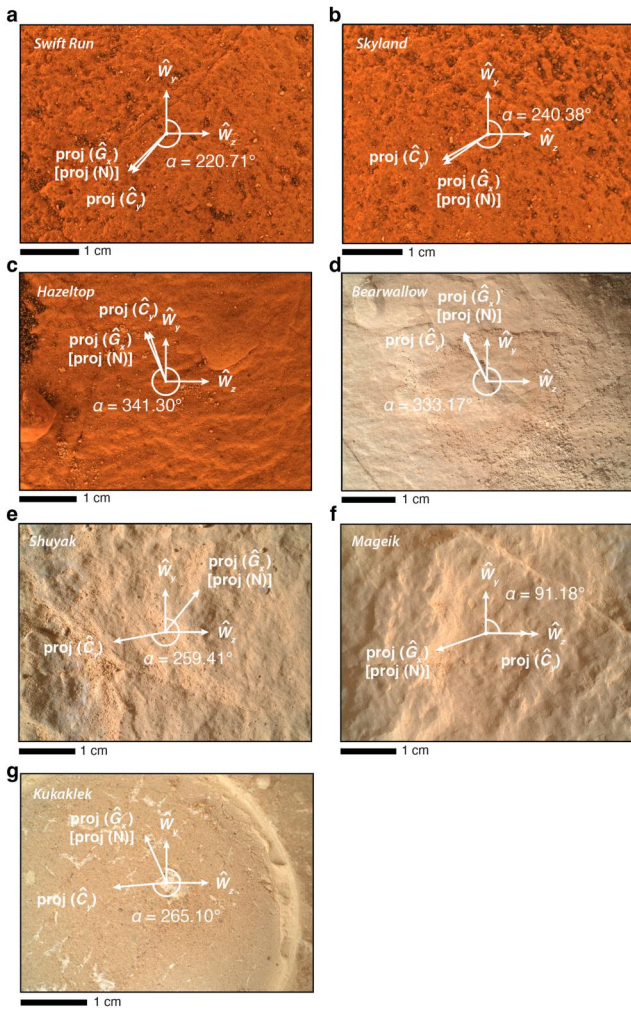 a
Swift Run
Ŵy
Ŵz
proj (Ĝx)
[proj (N)]
α = 220.71°
proj (Ĉy)
1 cm
b
Skyland
Ŵy
α = 240.38°
Ŵz
proj (Ĉy)
proj (Ĝx)
[proj (N)]
1 cm
c
Hazeltop
proj (Ĉy)
Ŵy
proj (Ĝx)
[proj (N)]
Ŵz
α = 341.30°
1 cm
d
Bearwallow
proj (Ĝx)
[proj (N)]
proj (Ĉy)
Ŵy
Ŵz
α = 333.17°
1 cm
e
Shuyak
proj (Ĝx)
[proj (N)]
Ŵy
Ŵz
proj (Ĉy)
α = 259.41°
1 cm
f
Mageik
Ŵy
α = 91.18°
Ŵz
proj (Ĝx)
[proj (N)]
proj (Ĉy)
1 cm
g
Kukaklek
proj (Ĝx)
[proj (N)]
Ŵy
Ŵz
proj (Ĉy)
α = 265.10°
1 cm